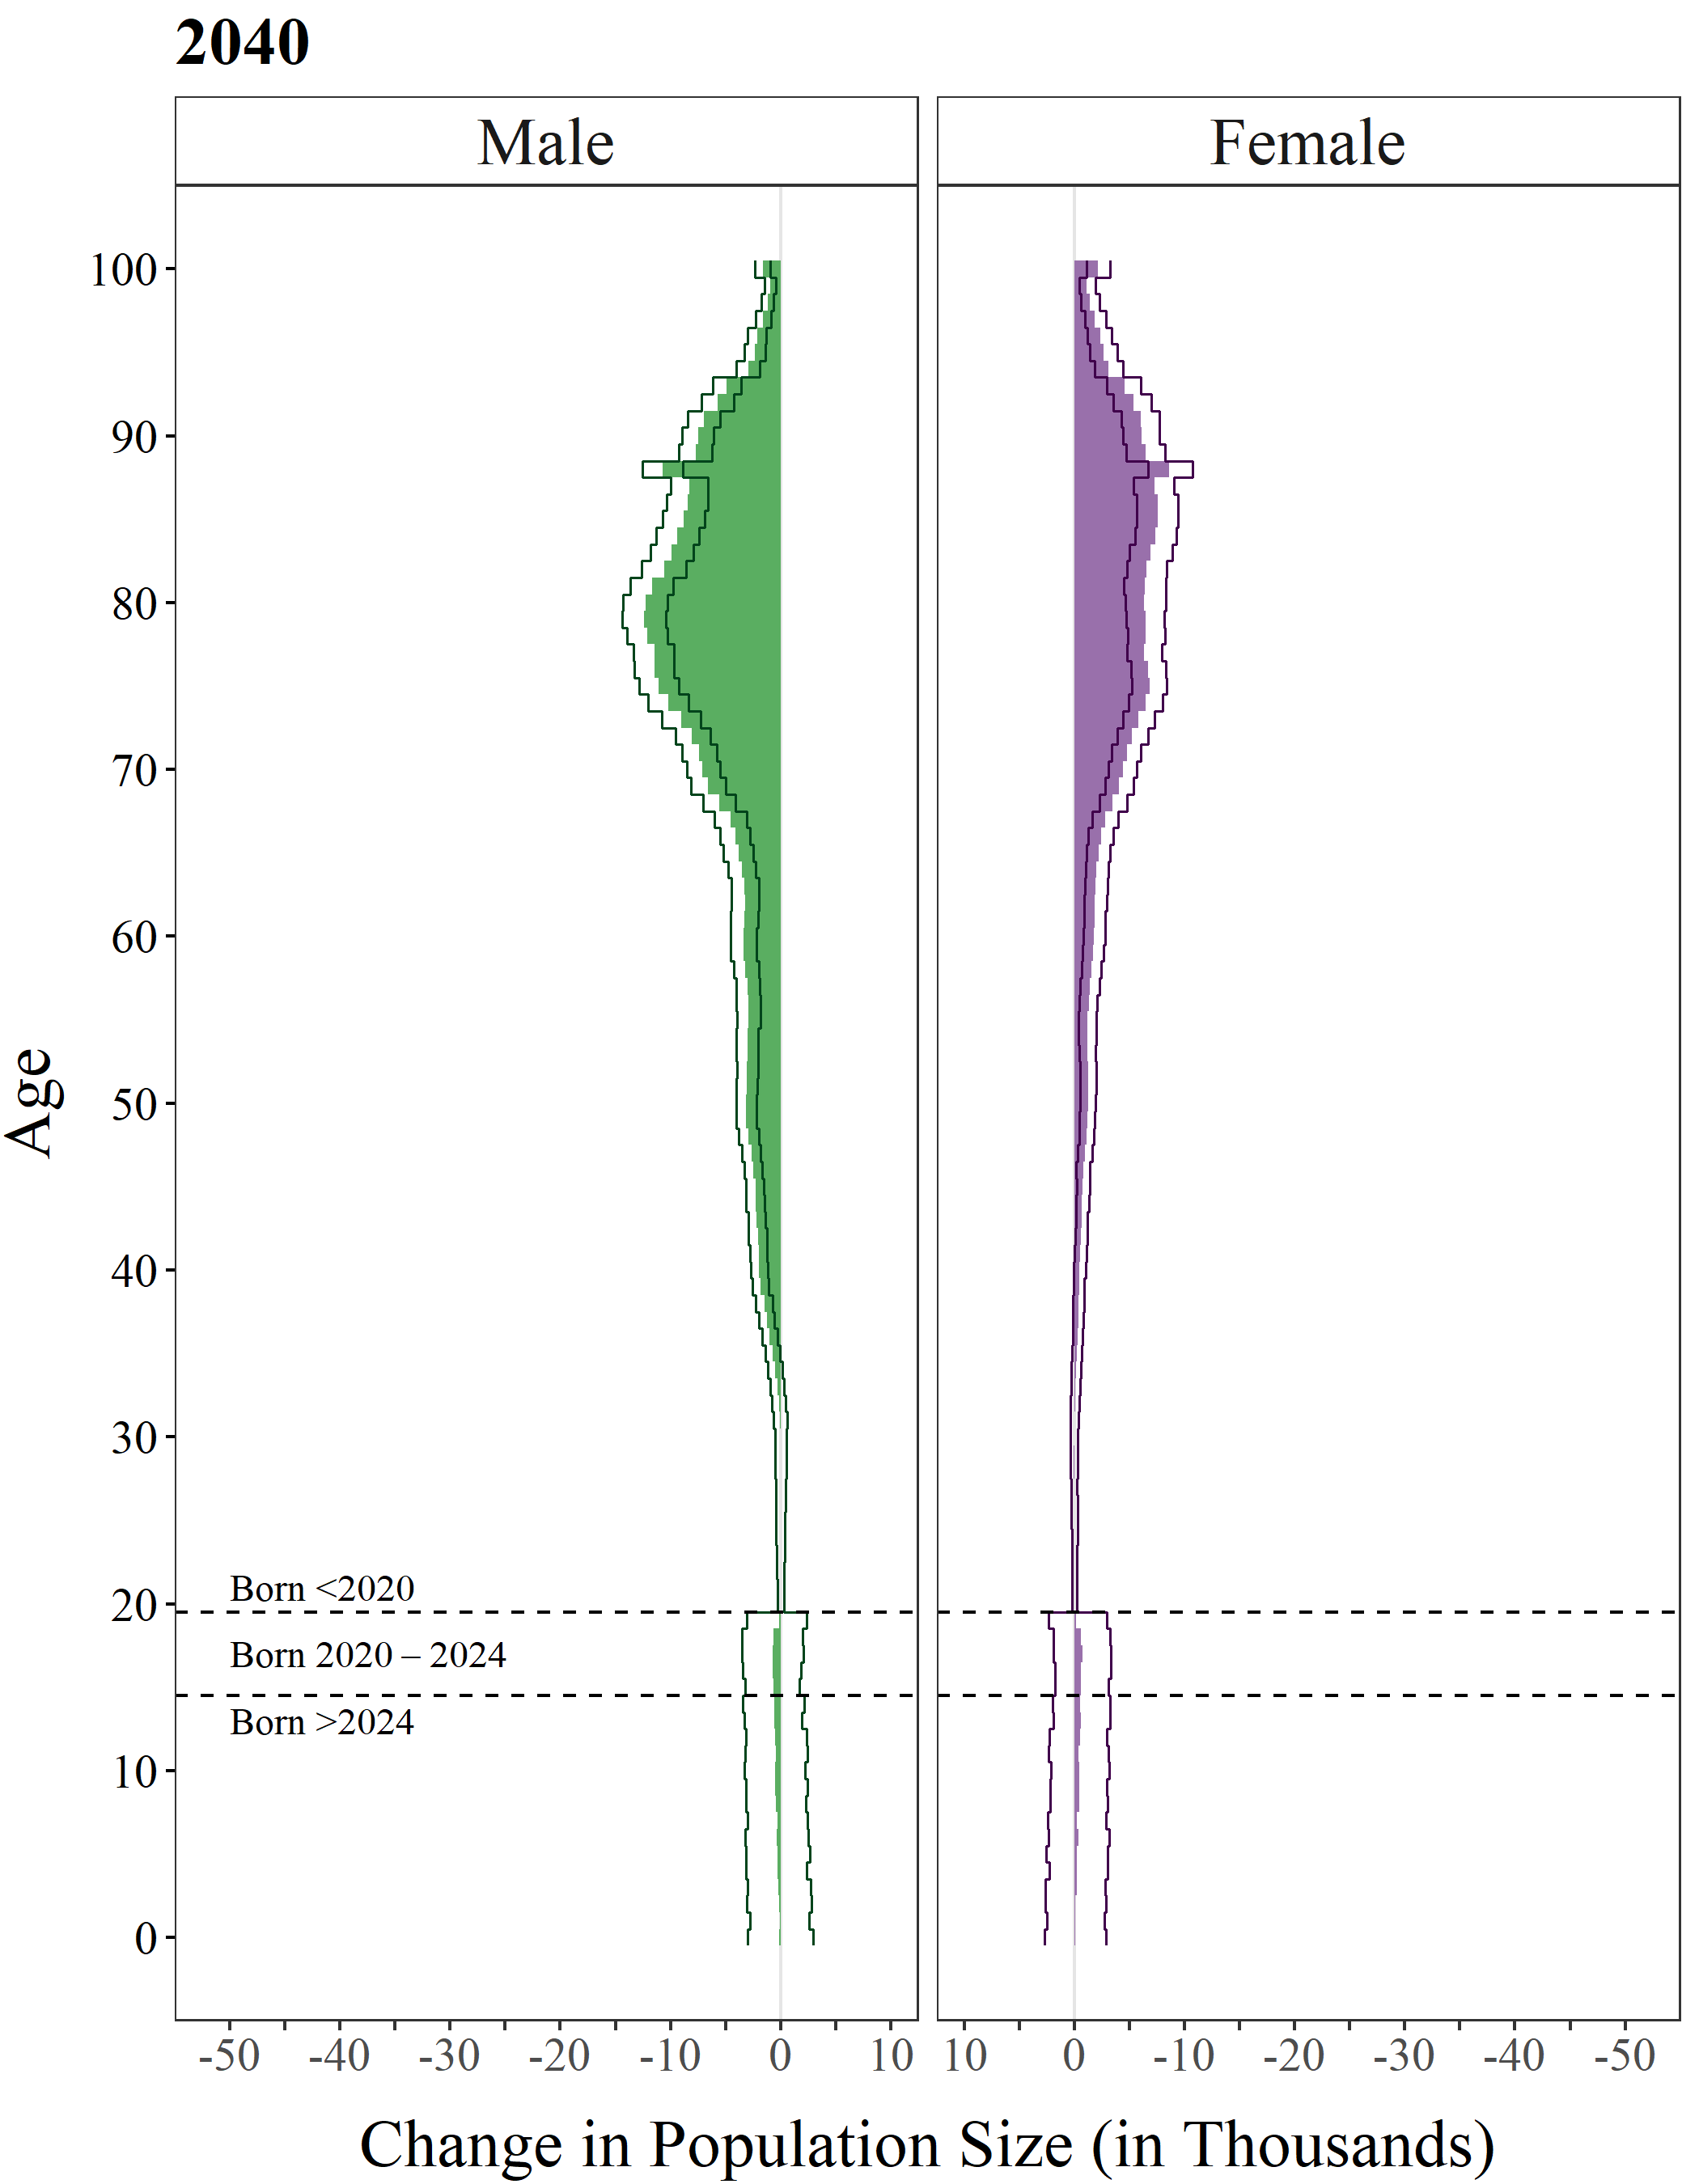 2040
Male
Female
Age
100
90
80
70
60
50
40
30
20
10
0
Born <2020
Born 2020 – 2024
Born >2024
-50 -40 -30 -20 -10 0 10
10 0 -10 -20 -30 -40 -50
Change in Population Size (in Thousands)